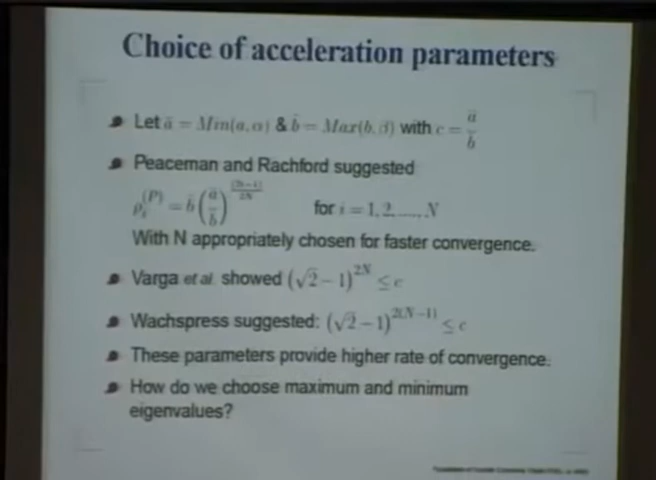 Choice of acceleration parameters
Let ā = Min(a, α) & b̄ = Max(b, β) with c = ā/b̄
Peaceman and Rachford suggested
ρᵢ⁽ᴾ⁾ = b̄ (ā/b̄)^((2i−1)/2N) for i = 1, 2, ...., N
With N appropriately chosen for faster convergence.
Varga et al. showed (√2 − 1)^2N ≤ c
Wachspress suggested: (√2 − 1)^2(N−1) ≤ c
These parameters provide higher rate of convergence.
How do we choose maximum and minimum
eigenvalues?